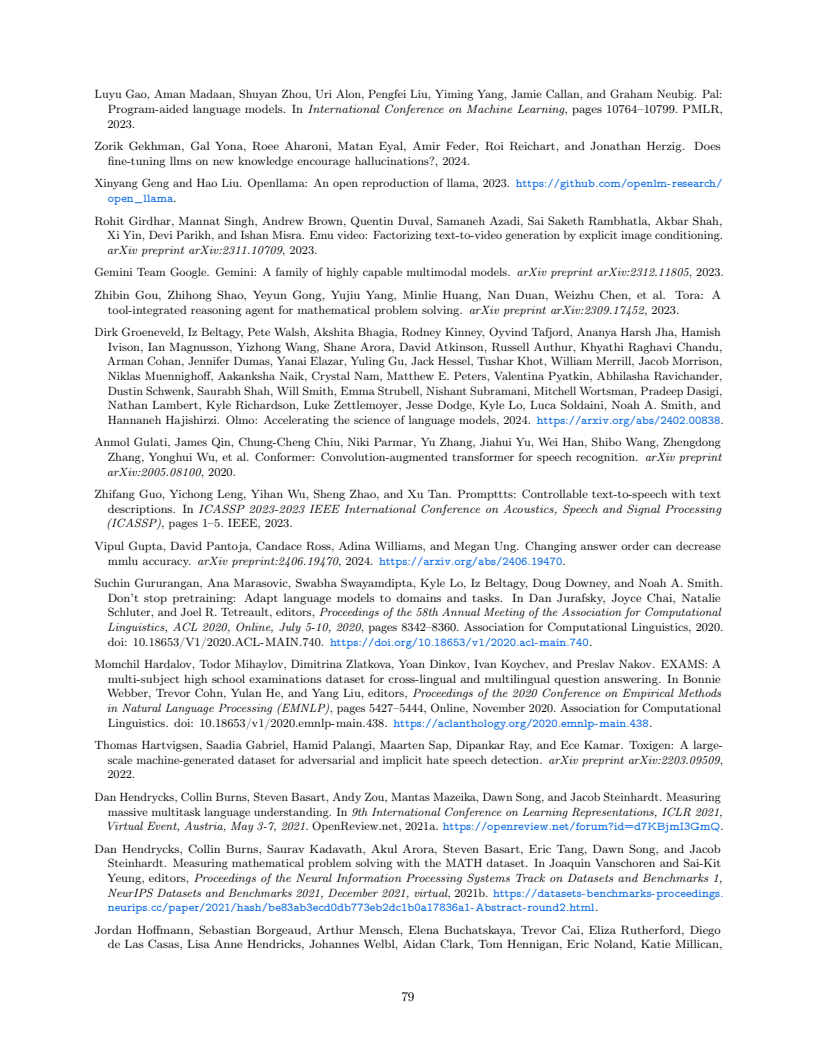 Luyu Gao, Aman Madaan, Shuyan Zhou, Uri Alon, Pengfei Liu, Yiming Yang, Jamie Callan, and Graham Neubig. Pal:
Program-aided language models. In International Conference on Machine Learning, pages 10764–10799. PMLR,
2023.
Zorik Gekhman, Gal Yona, Roee Aharoni, Matan Eyal, Amir Feder, Roi Reichart, and Jonathan Herzig. Does
fine-tuning llms on new knowledge encourage hallucinations?, 2024.
Xinyang Geng and Hao Liu. Openllama: An open reproduction of llama, 2023. https://github.com/openlm-research/
open_llama.
Rohit Girdhar, Mannat Singh, Andrew Brown, Quentin Duval, Samaneh Azadi, Sai Saketh Rambhatla, Akbar Shah,
Xi Yin, Devi Parikh, and Ishan Misra. Emu video: Factorizing text-to-video generation by explicit image conditioning.
arXiv preprint arXiv:2311.10709, 2023.
Gemini Team Google. Gemini: A family of highly capable multimodal models. arXiv preprint arXiv:2312.11805, 2023.
Zhibin Gou, Zhihong Shao, Yeyun Gong, Yujiu Yang, Minlie Huang, Nan Duan, Weizhu Chen, et al. Tora: A
tool-integrated reasoning agent for mathematical problem solving. arXiv preprint arXiv:2309.17452, 2023.
Dirk Groeneveld, Iz Beltagy, Pete Walsh, Akshita Bhagia, Rodney Kinney, Oyvind Tafjord, Ananya Harsh Jha, Hamish
Ivison, Ian Magnusson, Yizhong Wang, Shane Arora, David Atkinson, Russell Authur, Khyathi Raghavi Chandu,
Arman Cohan, Jennifer Dumas, Yanai Elazar, Yuling Gu, Jack Hessel, Tushar Khot, William Merrill, Jacob Morrison,
Niklas Muennighoff, Aakanksha Naik, Crystal Nam, Matthew E. Peters, Valentina Pyatkin, Abhilasha Ravichander,
Dustin Schwenk, Saurabh Shah, Will Smith, Emma Strubell, Nishant Subramani, Mitchell Wortsman, Pradeep Dasigi,
Nathan Lambert, Kyle Richardson, Luke Zettlemoyer, Jesse Dodge, Kyle Lo, Luca Soldaini, Noah A. Smith, and
Hannaneh Hajishirzi. Olmo: Accelerating the science of language models, 2024. https://arxiv.org/abs/2402.00838.
Anmol Gulati, James Qin, Chung-Cheng Chiu, Niki Parmar, Yu Zhang, Jiahui Yu, Wei Han, Shibo Wang, Zhengdong
Zhang, Yonghui Wu, et al. Conformer: Convolution-augmented transformer for speech recognition. arXiv preprint
arXiv:2005.08100, 2020.
Zhifang Guo, Yichong Leng, Yihan Wu, Sheng Zhao, and Xu Tan. Prompttts: Controllable text-to-speech with text
descriptions. In ICASSP 2023-2023 IEEE International Conference on Acoustics, Speech and Signal Processing
(ICASSP), pages 1–5. IEEE, 2023.
Vipul Gupta, David Pantoja, Candace Ross, Adina Williams, and Megan Ung. Changing answer order can decrease
mmlu accuracy. arXiv preprint:2406.19470, 2024. https://arxiv.org/abs/2406.19470.
Suchin Gururangan, Ana Marasovic, Swabha Swayamdipta, Kyle Lo, Iz Beltagy, Doug Downey, and Noah A. Smith.
Don't stop pretraining: Adapt language models to domains and tasks. In Dan Jurafsky, Joyce Chai, Natalie
Schluter, and Joel R. Tetreault, editors, Proceedings of the 58th Annual Meeting of the Association for Computational
Linguistics, ACL 2020, Online, July 5-10, 2020, pages 8342–8360. Association for Computational Linguistics, 2020.
doi: 10.18653/V1/2020.ACL-MAIN.740. https://doi.org/10.18653/v1/2020.acl-main.740.
Momchil Hardalov, Todor Mihaylov, Dimitrina Zlatkova, Yoan Dinkov, Ivan Koychev, and Preslav Nakov. EXAMS: A
multi-subject high school examinations dataset for cross-lingual and multilingual question answering. In Bonnie
Webber, Trevor Cohn, Yulan He, and Yang Liu, editors, Proceedings of the 2020 Conference on Empirical Methods
in Natural Language Processing (EMNLP), pages 5427–5444, Online, November 2020. Association for Computational
Linguistics. doi: 10.18653/v1/2020.emnlp-main.438. https://aclanthology.org/2020.emnlp-main.438.
Thomas Hartvigsen, Saadia Gabriel, Hamid Palangi, Maarten Sap, Dipankar Ray, and Ece Kamar. Toxigen: A large-
scale machine-generated dataset for adversarial and implicit hate speech detection. arXiv preprint arXiv:2203.09509,
2022.
Dan Hendrycks, Collin Burns, Steven Basart, Andy Zou, Mantas Mazeika, Dawn Song, and Jacob Steinhardt. Measuring
massive multitask language understanding. In 9th International Conference on Learning Representations, ICLR 2021,
Virtual Event, Austria, May 3-7, 2021. OpenReview.net, 2021a. https://openreview.net/forum?id=d7KBjmI3GmQ.
Dan Hendrycks, Collin Burns, Saurav Kadavath, Akul Arora, Steven Basart, Eric Tang, Dawn Song, and Jacob
Steinhardt. Measuring mathematical problem solving with the MATH dataset. In Joaquin Vanschoren and Sai-Kit
Yeung, editors, Proceedings of the Neural Information Processing Systems Track on Datasets and Benchmarks 1,
NeurIPS Datasets and Benchmarks 2021, December 2021, virtual, 2021b. https://datasets-benchmarks-proceedings.
neurips.cc/paper/2021/hash/be83ab3ecd0db773eb2dc1b0a17836a1-Abstract-round2.html.
Jordan Hoffmann, Sebastian Borgeaud, Arthur Mensch, Elena Buchatskaya, Trevor Cai, Eliza Rutherford, Diego
de Las Casas, Lisa Anne Hendricks, Johannes Welbl, Aidan Clark, Tom Hennigan, Eric Noland, Katie Millican,
79